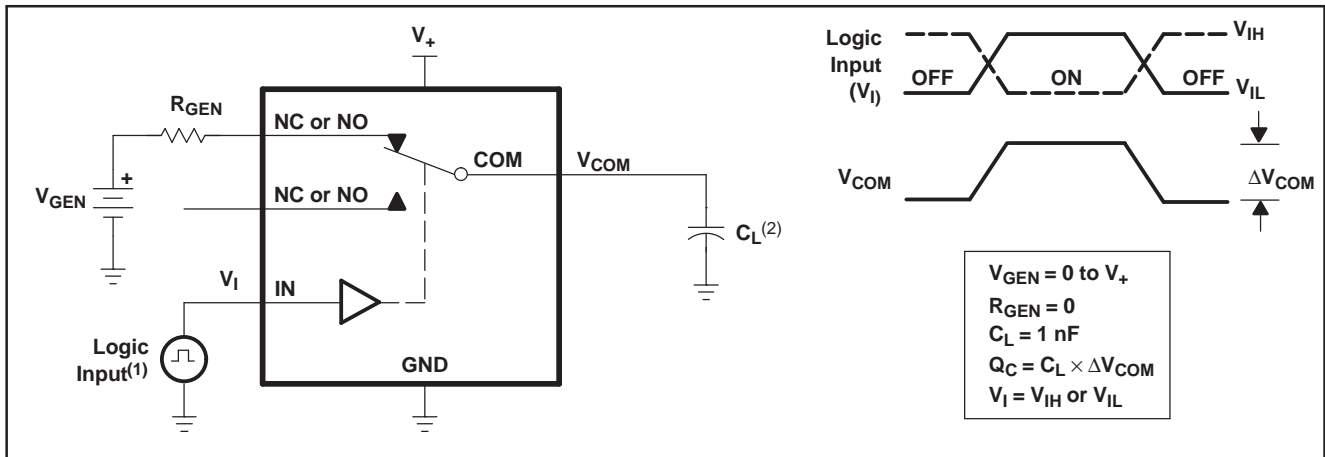 V+
RGEN
NC or NO
COM
VCOM
VGEN
+
NC or NO
CL(2)
VI
IN
Logic
Input(1)
GND
Logic
Input
(VI)
OFF
ON
OFF
VIH
VIL
VCOM
ΔVCOM
VGEN = 0 to V+
RGEN = 0
CL = 1 nF
QC = CL × ΔVCOM
VI = VIH or VIL